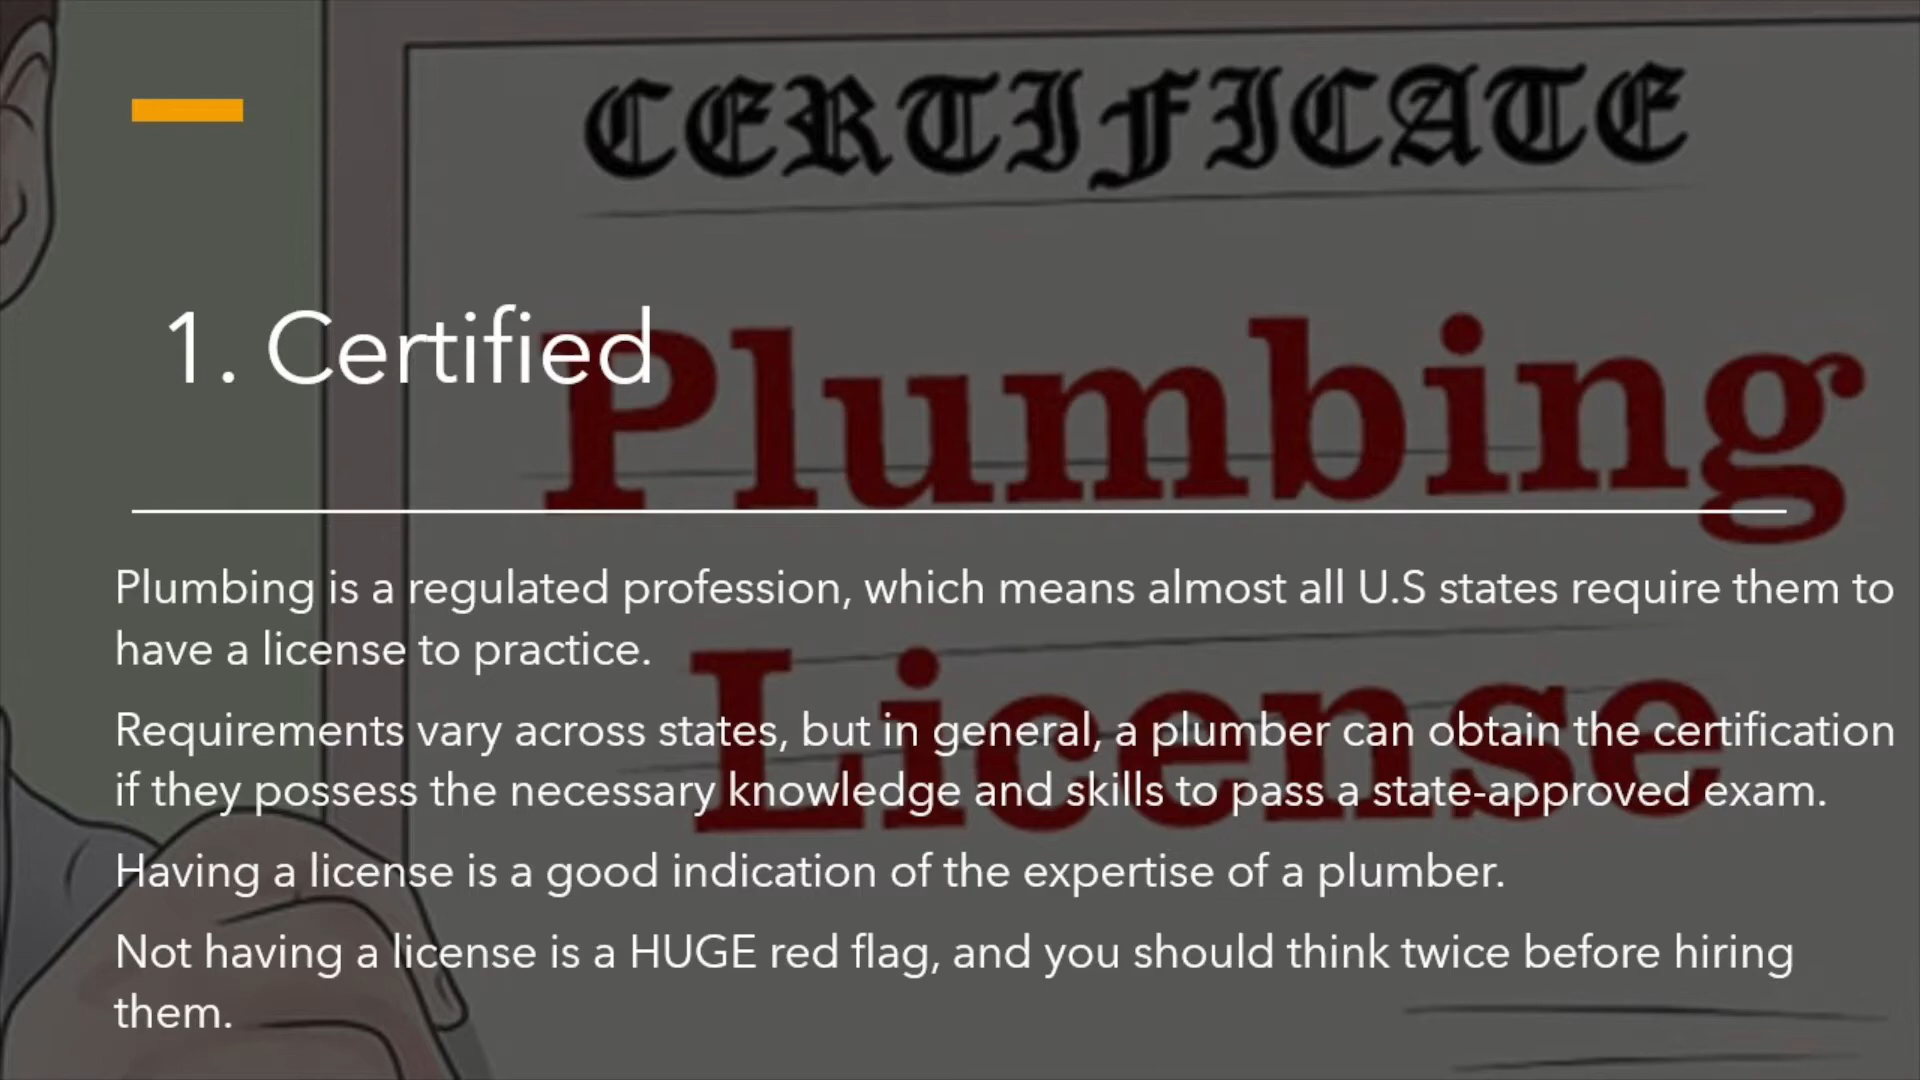 CERTIFICATE
1. Certified
Plumbing
License
Plumbing is a regulated profession, which means almost all U.S states require them to
have a license to practice.
Requirements vary across states, but in general, a plumber can obtain the certification
if they possess the necessary knowledge and skills to pass a state-approved exam.
Having a license is a good indication of the expertise of a plumber.
Not having a license is a HUGE red flag, and you should think twice before hiring
them.